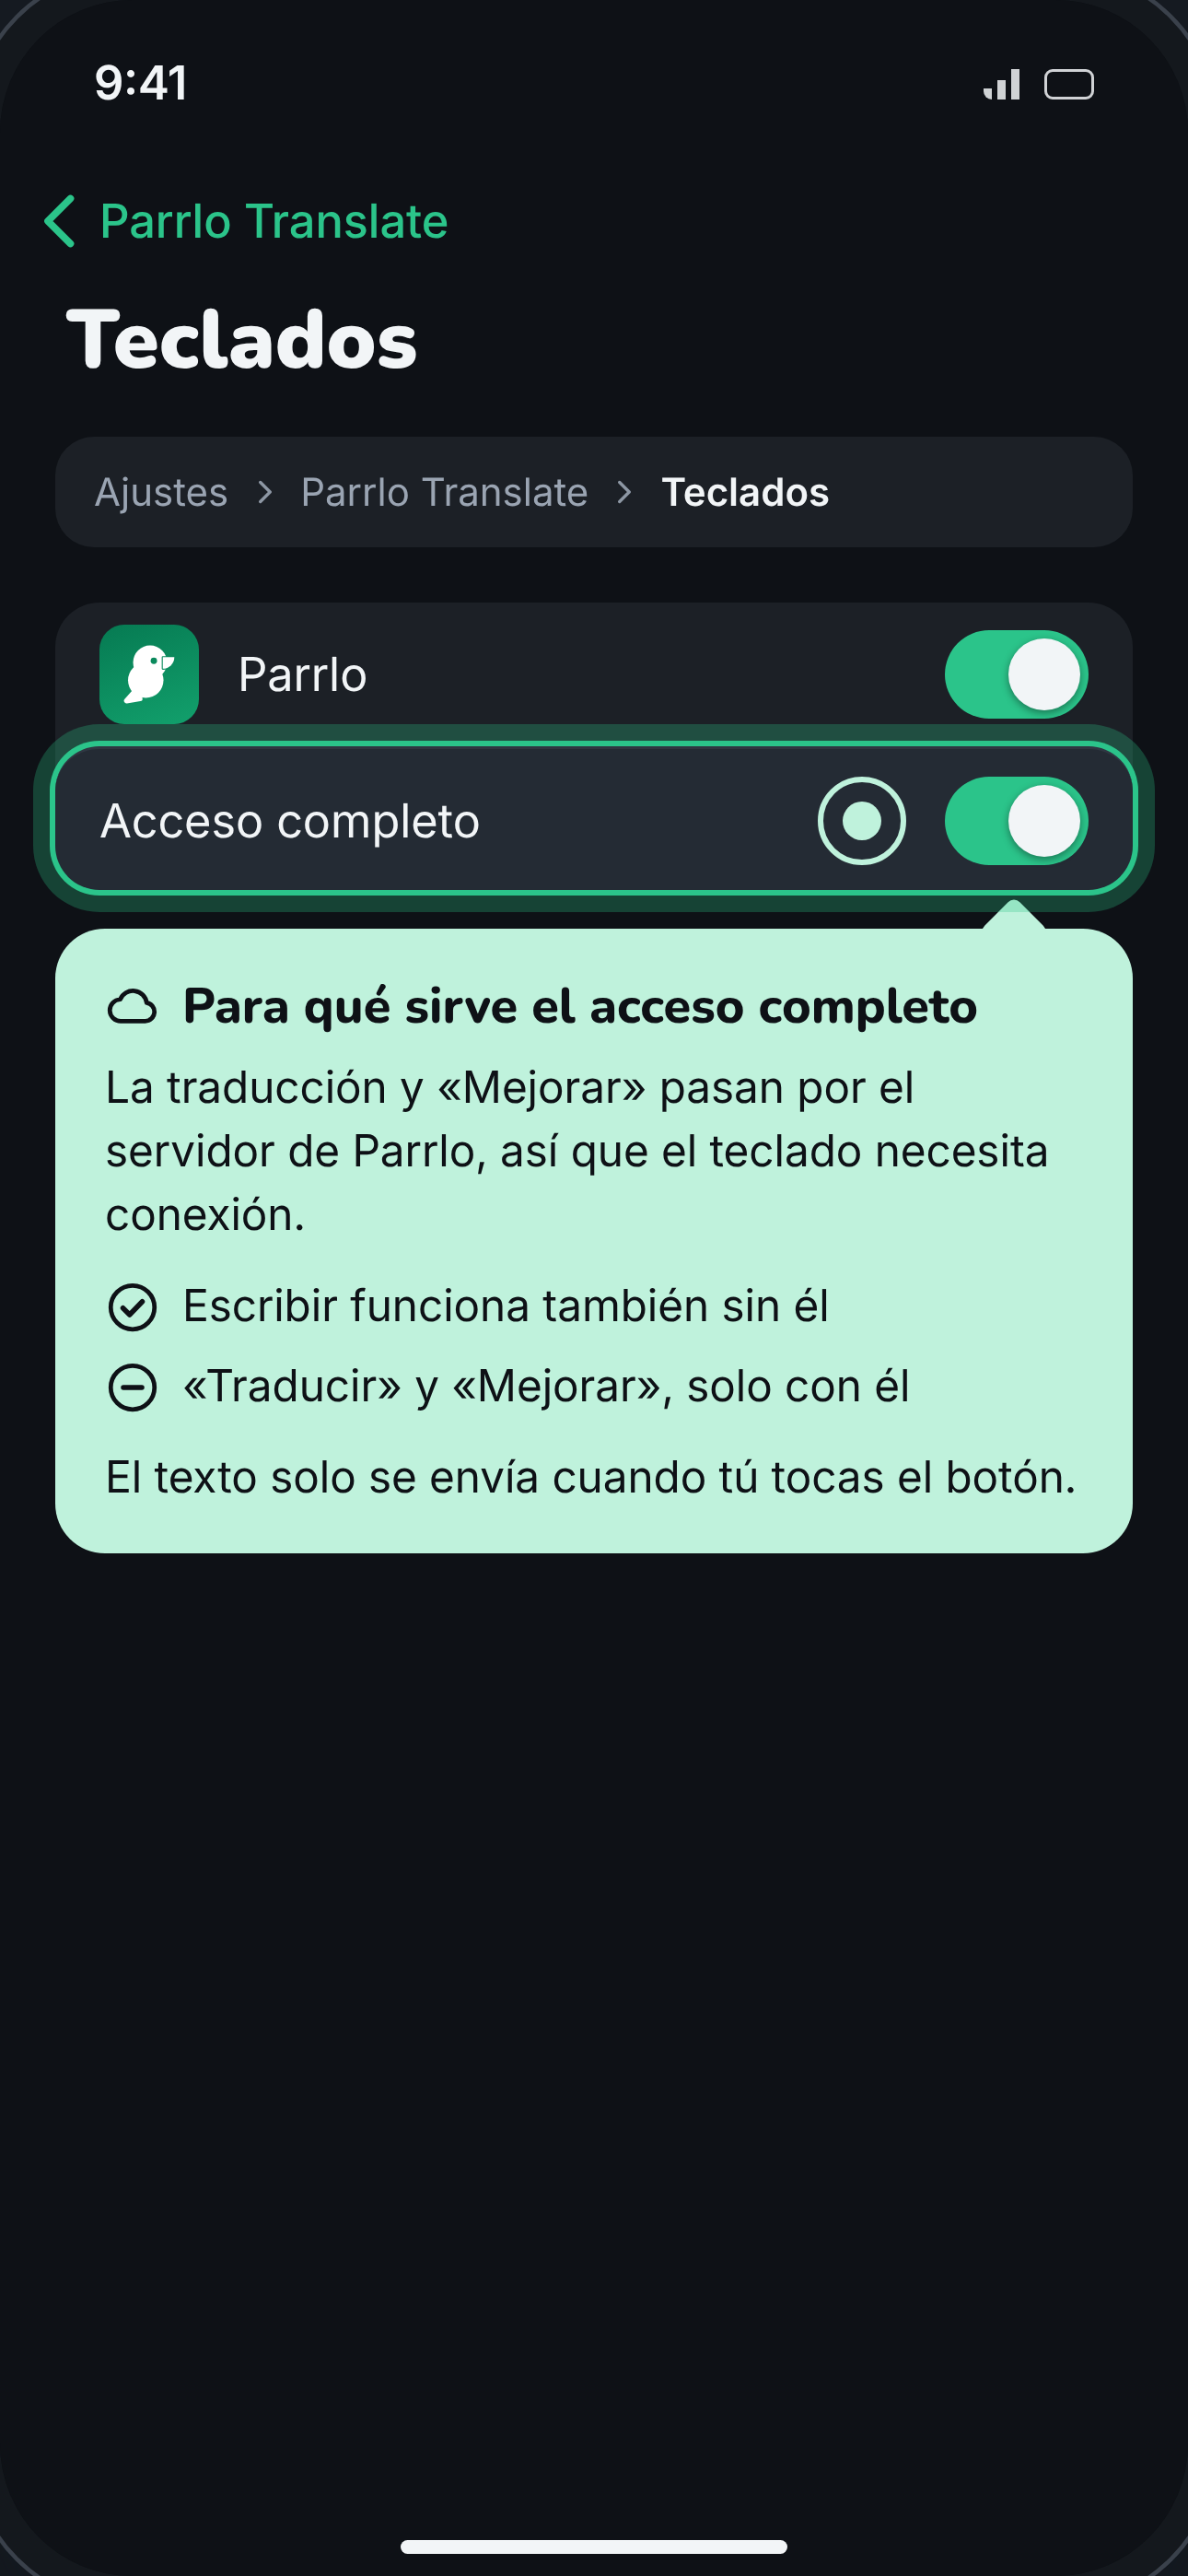 9:41
Parrlo Translate
Teclados
Ajustes > Parrlo Translate > Teclados
Parrlo
Acceso completo
Para qué sirve el acceso completo
La traducción y «Mejorar» pasan por el
servidor de Parrlo, así que el teclado necesita
conexión.
Escribir funciona también sin él
«Traducir» y «Mejorar», solo con él
El texto solo se envía cuando tú tocas el botón.